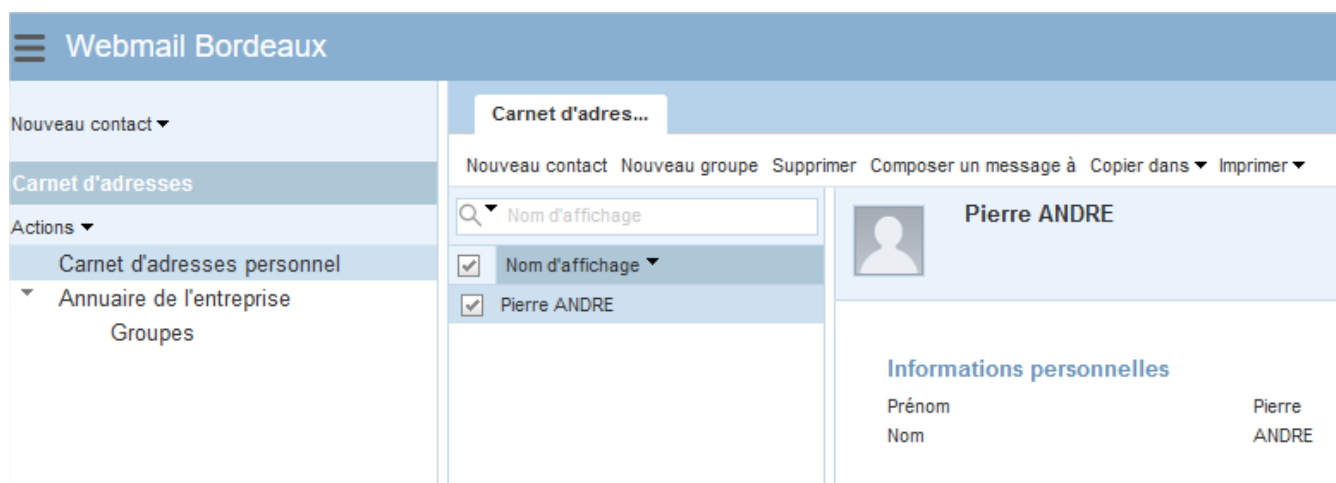 Webmail Bordeaux
Nouveau contact
Carnet d'adresses
Actions
Carnet d'adresses personnel
Annuaire de l'entreprise
Groupes
Carnet d'adres...
Nouveau contact Nouveau groupe Supprimer Composer un message à Copier dans Imprimer
Nom d'affichage
Nom d'affichage
Pierre ANDRE
Pierre ANDRE
Informations personnelles
Prénom Pierre
Nom ANDRE